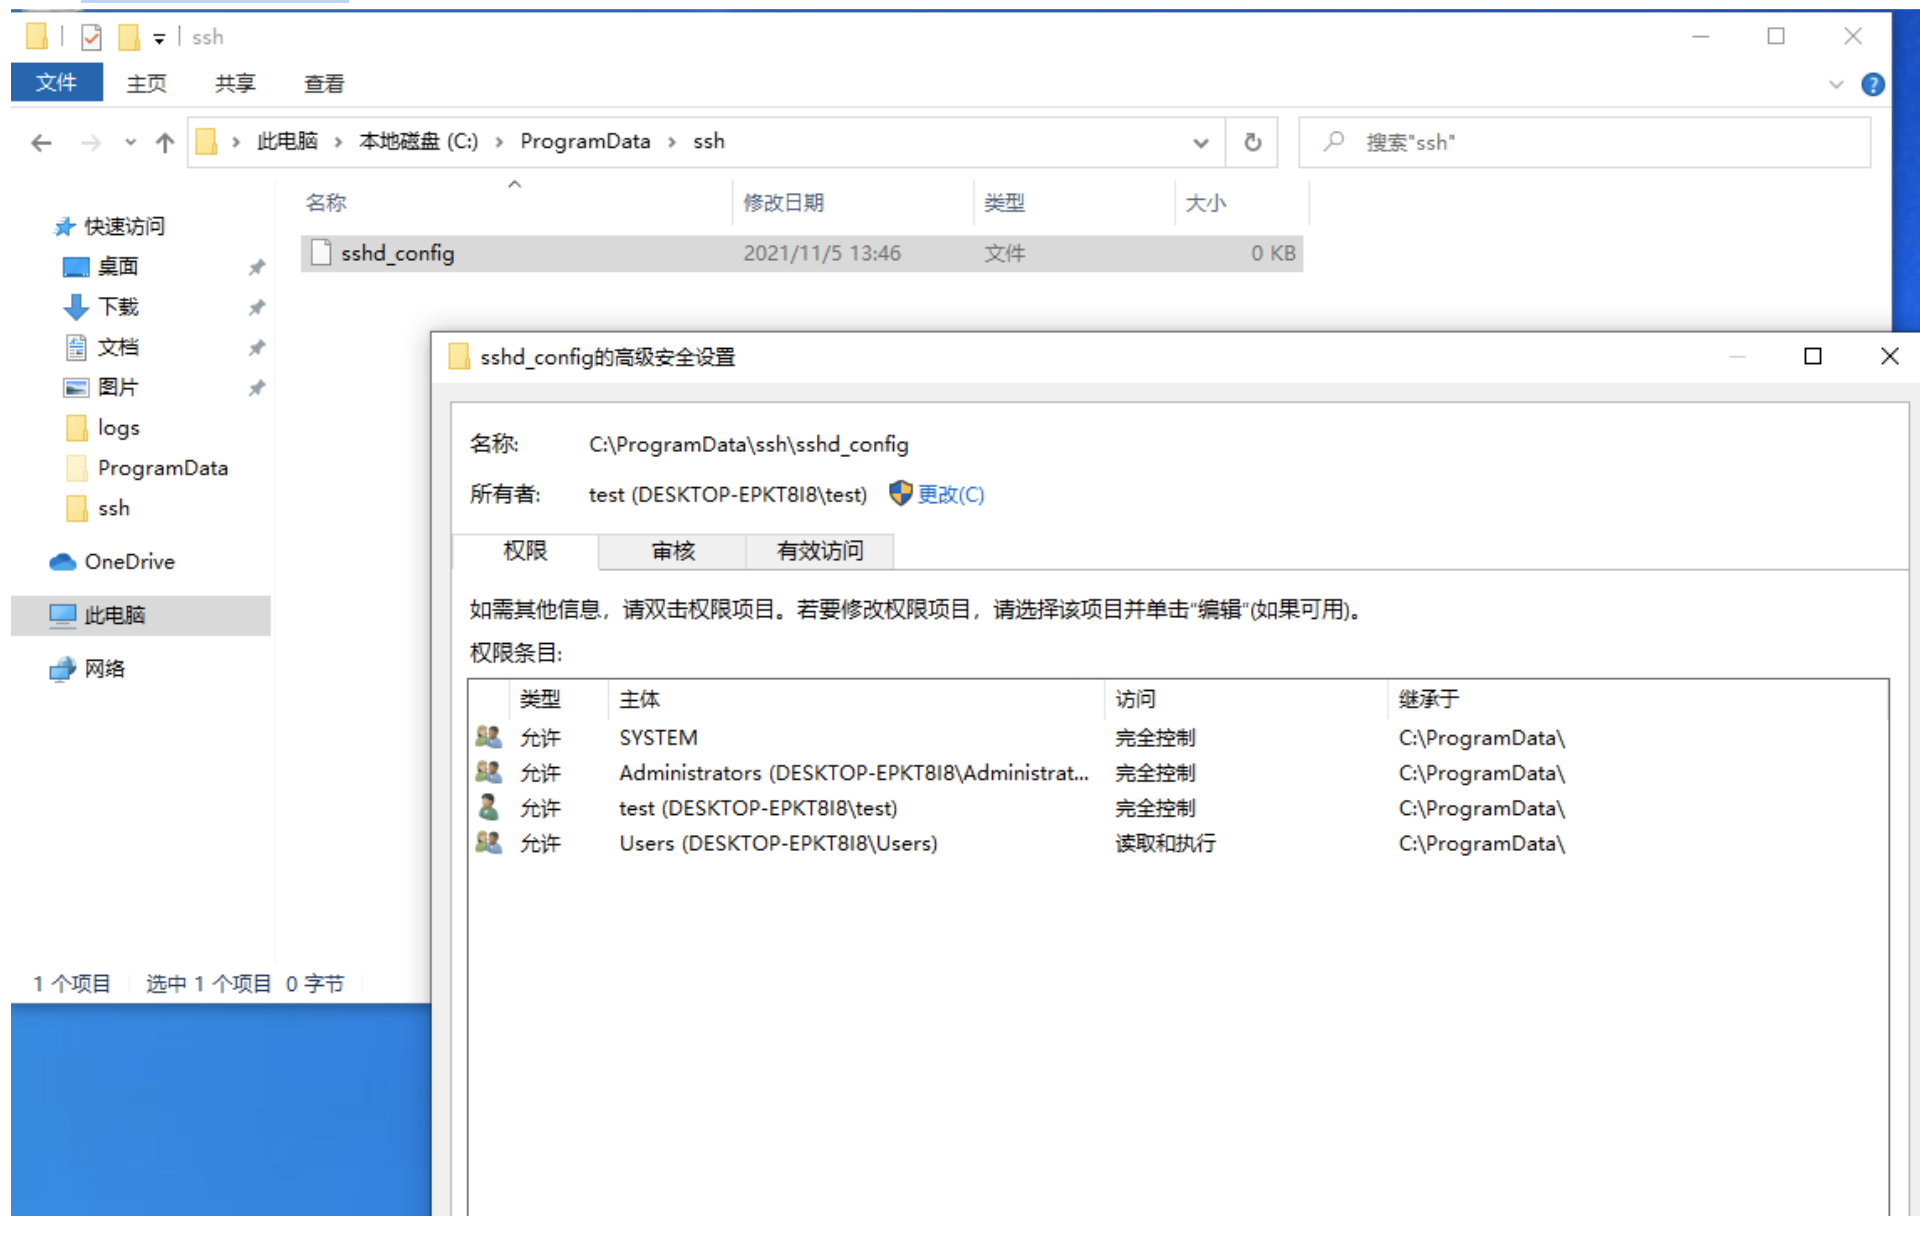 ssh
文件 主页 共享 查看
此电脑 本地磁盘 (C:) ProgramData ssh 搜索"ssh"
名称 修改日期 类型 大小
sshd_config 2021/11/5 13:46 文件 0 KB
快速访问
桌面
下载
文档
图片
logs
ProgramData
ssh
OneDrive
此电脑
网络
1 个项目 选中 1 个项目 0 字节
sshd_config的高级安全设置
名称: C:\ProgramData\ssh\sshd_config
所有者: test (DESKTOP-EPKT8I8\test) 更改(C)
权限 审核 有效访问
如需其他信息，请双击权限项目。若要修改权限项目，请选择该项目并单击"编辑"(如果可用)。
权限条目:
类型 主体 访问 继承于
允许 SYSTEM 完全控制 C:\ProgramData\
允许 Administrators (DESKTOP-EPKT8I8\Administrat... 完全控制 C:\ProgramData\
允许 test (DESKTOP-EPKT8I8\test) 完全控制 C:\ProgramData\
允许 Users (DESKTOP-EPKT8I8\Users) 读取和执行 C:\ProgramData\